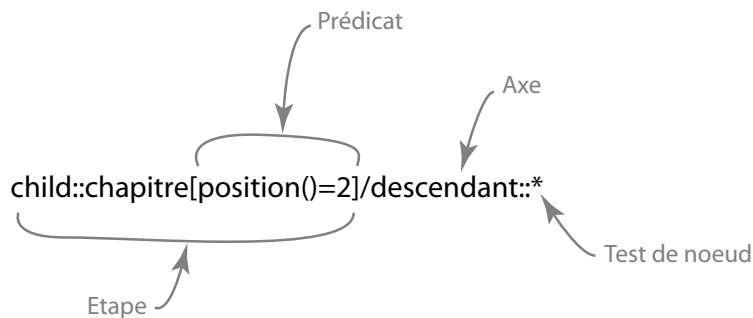 Prédicat
Axe
child::chapitre[position()=2]/descendant::*
Test de noeud
Etape